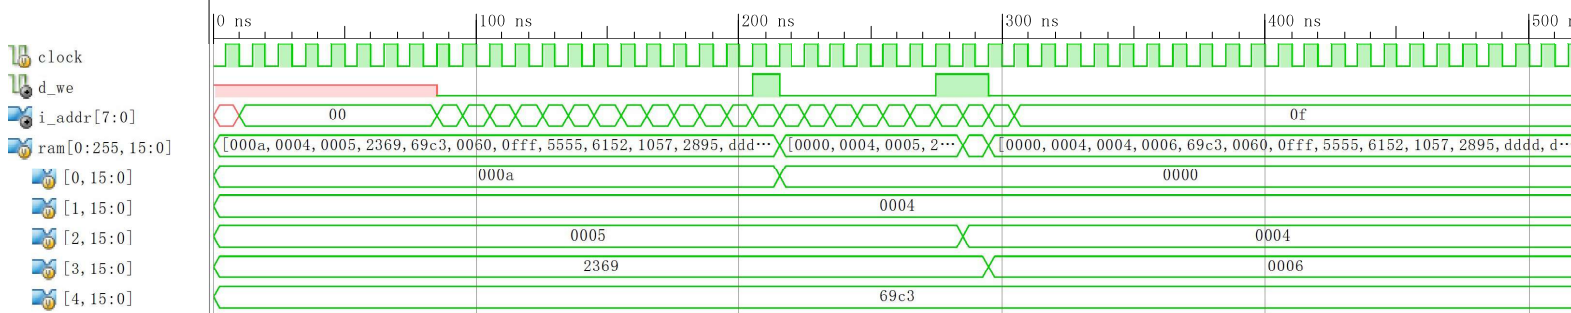 0 ns 100 ns 200 ns 300 ns 400 ns 500 n
clock
d_we
i_addr[7:0] 00 0f
ram[0:255,15:0] [000a,0004,0005,2369,69c3,0060,0fff,5555,6152,1057,2895,ddd… [0000,0004,0005,2… [0000,0004,0004,0006,69c3,0060,0fff,5555,6152,1057,2895,dddd,d…
[0,15:0] 000a 0000
[1,15:0] 0004
[2,15:0] 0005 0004
[3,15:0] 2369 0006
[4,15:0] 69c3